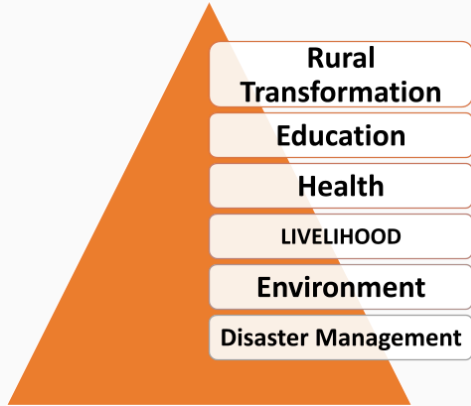 Rural
Transformation
Education
Health
LIVELIHOOD
Environment
Disaster Management